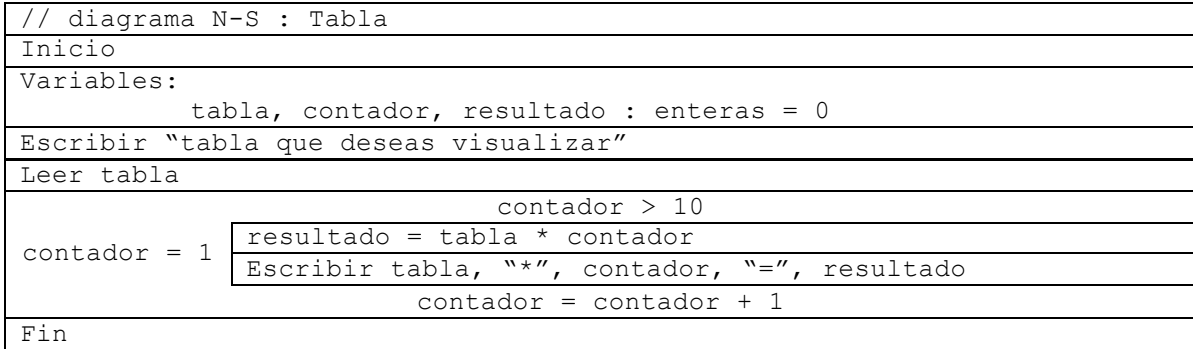 // diagrama N-S : Tabla
Inicio
Variables:
tabla, contador, resultado : enteras = 0
Escribir “tabla que deseas visualizar”
Leer tabla
contador > 10
contador = 1
resultado = tabla * contador
Escribir tabla, “*”, contador, “=”, resultado
contador = contador + 1
Fin